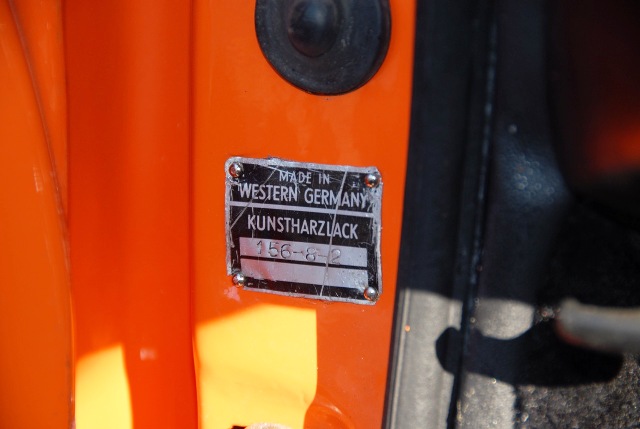 MADE IN
WESTERN GERMANY
KUNSTHARZLACK
156-8-2